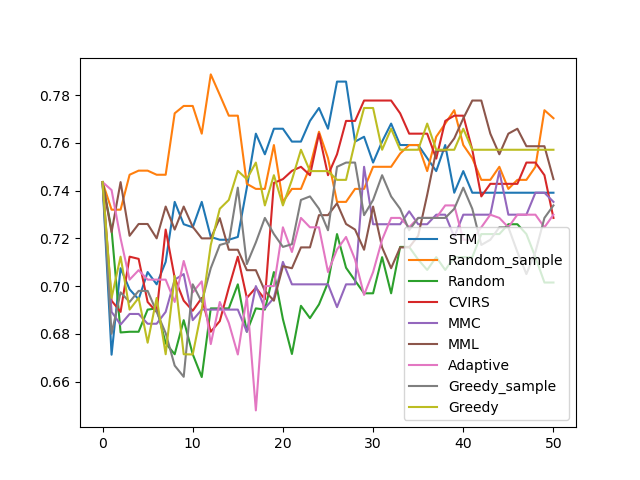 0.78
0.76
0.74
0.72
0.70
0.68
0.66
0
10
20
30
40
50
STM
Random_sample
Random
CVIRS
MMC
MML
Adaptive
Greedy_sample
Greedy